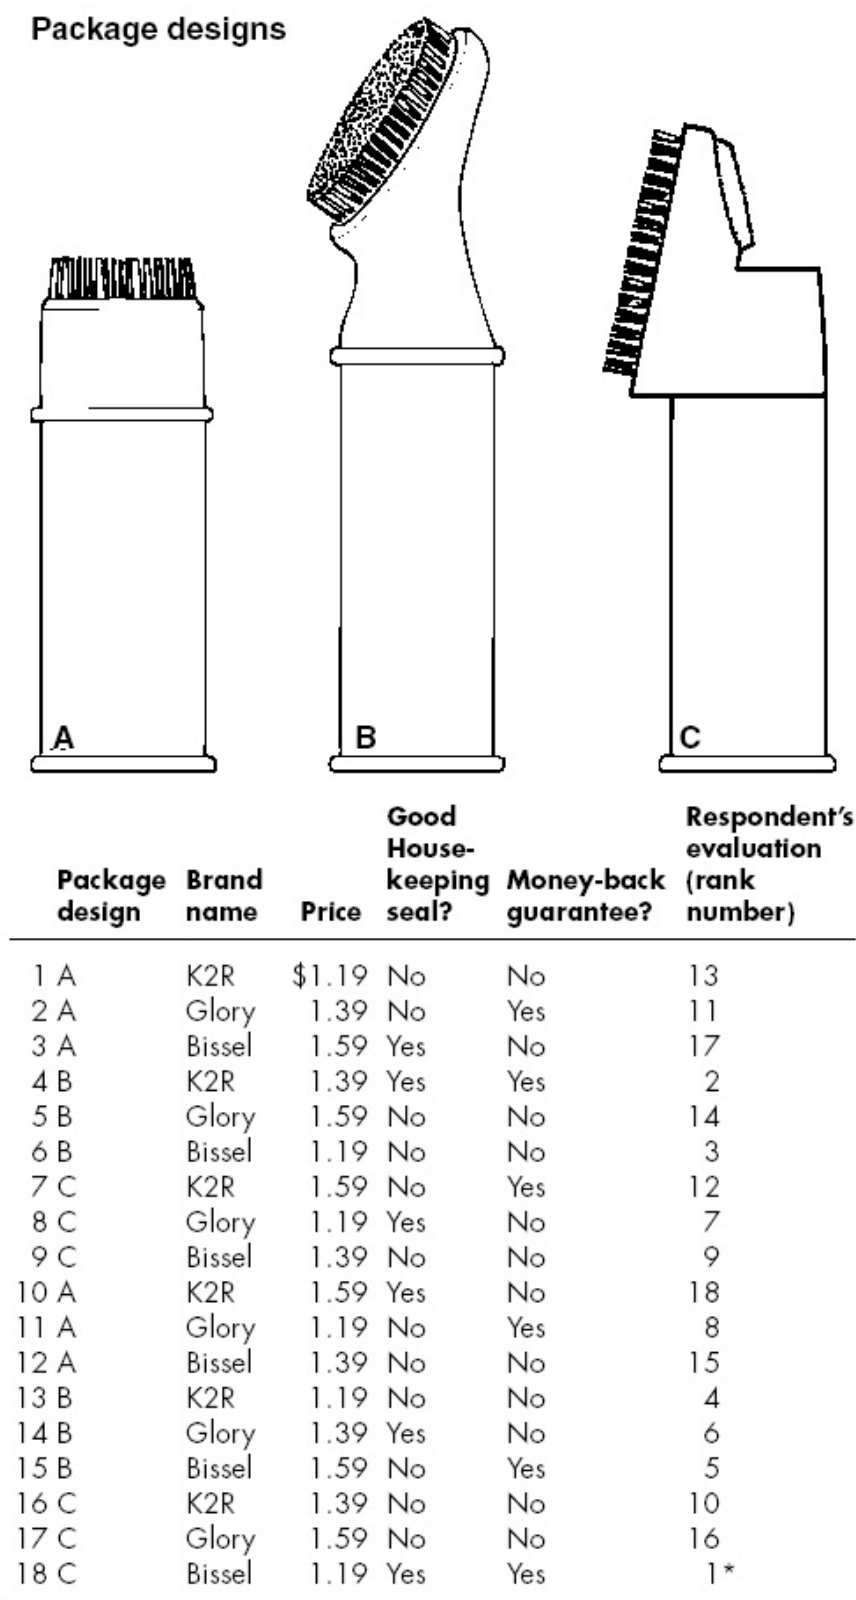 Package designs
A
B
C
Good
House-
keeping
seal?
Respondent's
evaluation
(rank
number)
Package design
Brand name
Price
Money-back guarantee?
1 A K2R $1.19 No No 13
2 A Glory 1.39 No Yes 11
3 A Bissel 1.59 Yes No 17
4 B K2R 1.39 Yes Yes 2
5 B Glory 1.59 No No 14
6 B Bissel 1.19 No No 3
7 C K2R 1.59 No Yes 12
8 C Glory 1.19 Yes No 7
9 C Bissel 1.39 No No 9
10 A K2R 1.59 Yes No 18
11 A Glory 1.19 No Yes 8
12 A Bissel 1.39 No No 15
13 B K2R 1.19 No No 4
14 B Glory 1.39 Yes No 6
15 B Bissel 1.59 No Yes 5
16 C K2R 1.39 No No 10
17 C Glory 1.59 No No 16
18 C Bissel 1.19 Yes Yes 1*